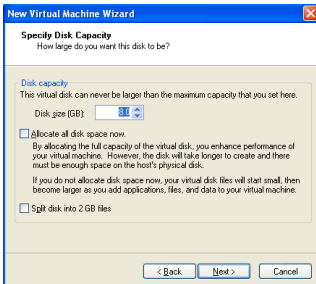 New Virtual Machine Wizard
Specify Disk Capacity
How large do you want this disk to be?
Disk capacity
This virtual disk can never be larger than the maximum capacity that you set here.
Disk size (GB): 8.0
Allocate all disk space now.
By allocating the full capacity of the virtual disk, you enhance performance of
your virtual machine. However, the disk will take longer to create and there
must be enough space on the host's physical disk.
If you do not allocate disk space now, your virtual disk files will start small, then
become larger as you add applications, files, and data to your virtual machine.
Split disk into 2 GB files
< Back Next > Cancel